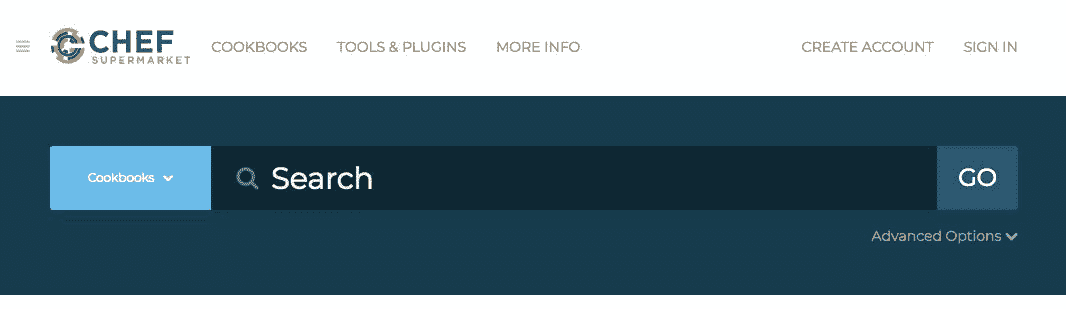 CHEF
SUPERMARKET
COOKBOOKS TOOLS & PLUGINS MORE INFO CREATE ACCOUNT SIGN IN
Cookbooks Search GO
Advanced Options